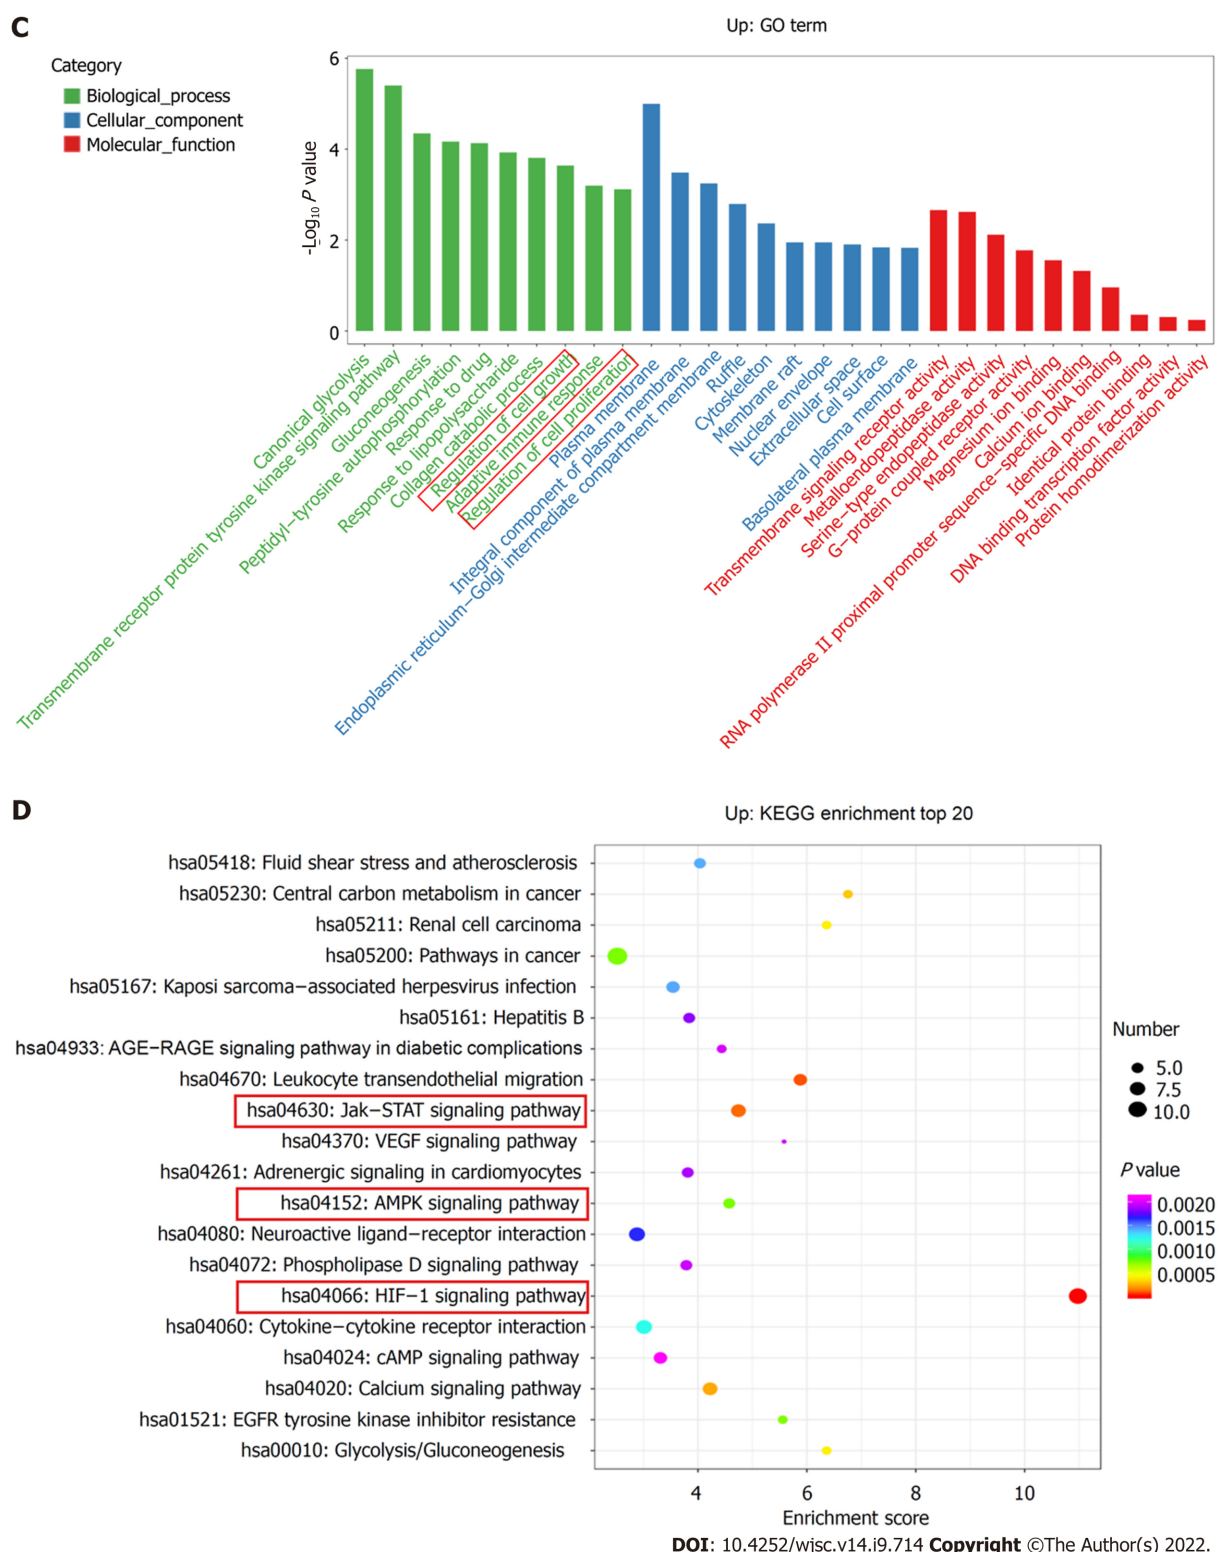 C
Up: GO term
Category
Biological_process
Cellular_component
Molecular_function
-Log10 P value
6
4
2
0
Canonical glycolysis
Transmembrane receptor protein tyrosine kinase signaling pathway
Gluconeogenesis
Peptidyl−tyrosine autophosphorylation
Response to drug
Response to lipopolysaccharide
Collagen catabolic process
Regulation of cell growth
Adaptive immune response
Regulation of cell proliferation
Plasma membrane
Integral component of plasma membrane
Endoplasmic reticulum−Golgi intermediate compartment membrane
Ruffle
Cytoskeleton
Membrane raft
Nuclear envelope
Extracellular space
Cell surface
Basolateral plasma membrane
Transmembrane signaling receptor activity
Metalloendopeptidase activity
Serine−type endopeptidase activity
G−protein coupled receptor activity
Magnesium ion binding
Calcium ion binding
RNA polymerase II proximal promoter sequence−specific DNA binding
Identical protein binding
DNA binding transcription factor activity
Protein homodimerization activity
D
Up: KEGG enrichment top 20
hsa05418: Fluid shear stress and atherosclerosis
hsa05230: Central carbon metabolism in cancer
hsa05211: Renal cell carcinoma
hsa05200: Pathways in cancer
hsa05167: Kaposi sarcoma−associated herpesvirus infection
hsa05161: Hepatitis B
hsa04933: AGE−RAGE signaling pathway in diabetic complications
hsa04670: Leukocyte transendothelial migration
hsa04630: Jak−STAT signaling pathway
hsa04370: VEGF signaling pathway
hsa04261: Adrenergic signaling in cardiomyocytes
hsa04152: AMPK signaling pathway
hsa04080: Neuroactive ligand−receptor interaction
hsa04072: Phospholipase D signaling pathway
hsa04066: HIF−1 signaling pathway
hsa04060: Cytokine−cytokine receptor interaction
hsa04024: cAMP signaling pathway
hsa04020: Calcium signaling pathway
hsa01521: EGFR tyrosine kinase inhibitor resistance
hsa00010: Glycolysis/Gluconeogenesis
4 6 8 10
Enrichment score
Number
5.0
7.5
10.0
P value
0.0020
0.0015
0.0010
0.0005
DOI: 10.4252/wjsc.v14.i9.714 Copyright ©The Author(s) 2022.